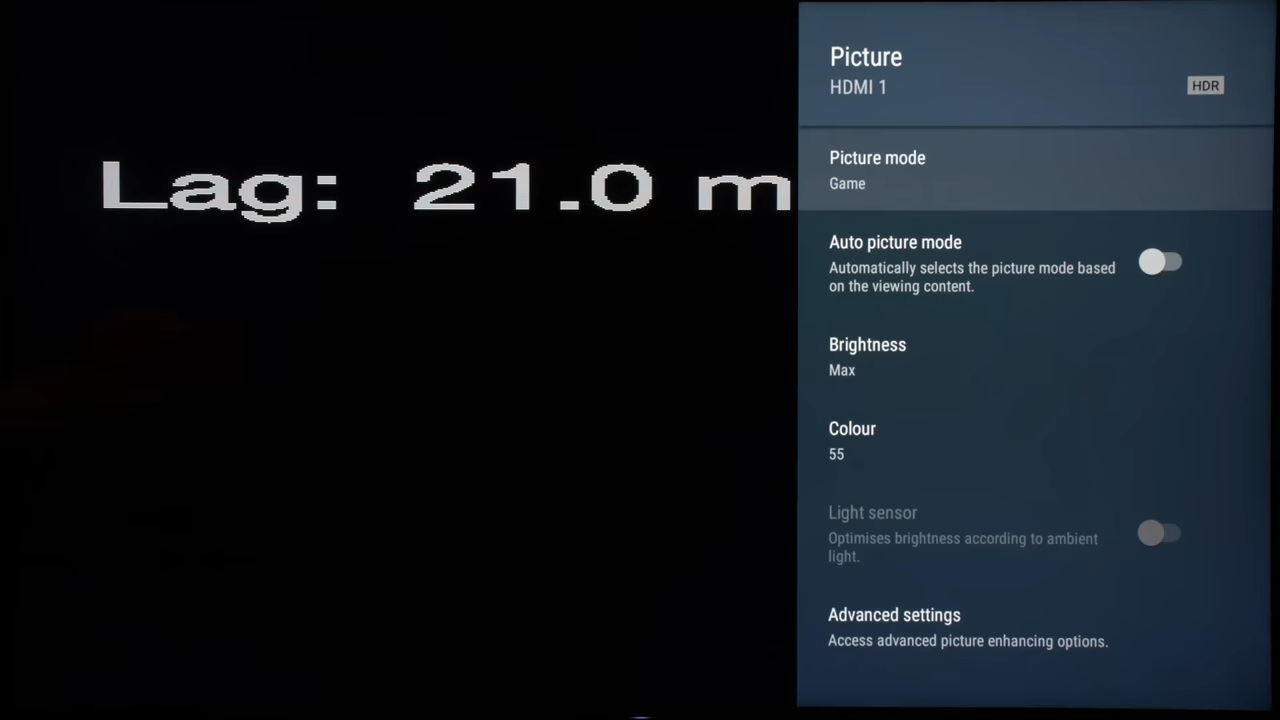 Picture
HDMI 1
HDR
Lag: 21.0 m
Picture mode
Game
Auto picture mode
Automatically selects the picture mode based
on the viewing content.
Brightness
Max
Colour
55
Light sensor
Optimises brightness according to ambient
light.
Advanced settings
Access advanced picture enhancing options.